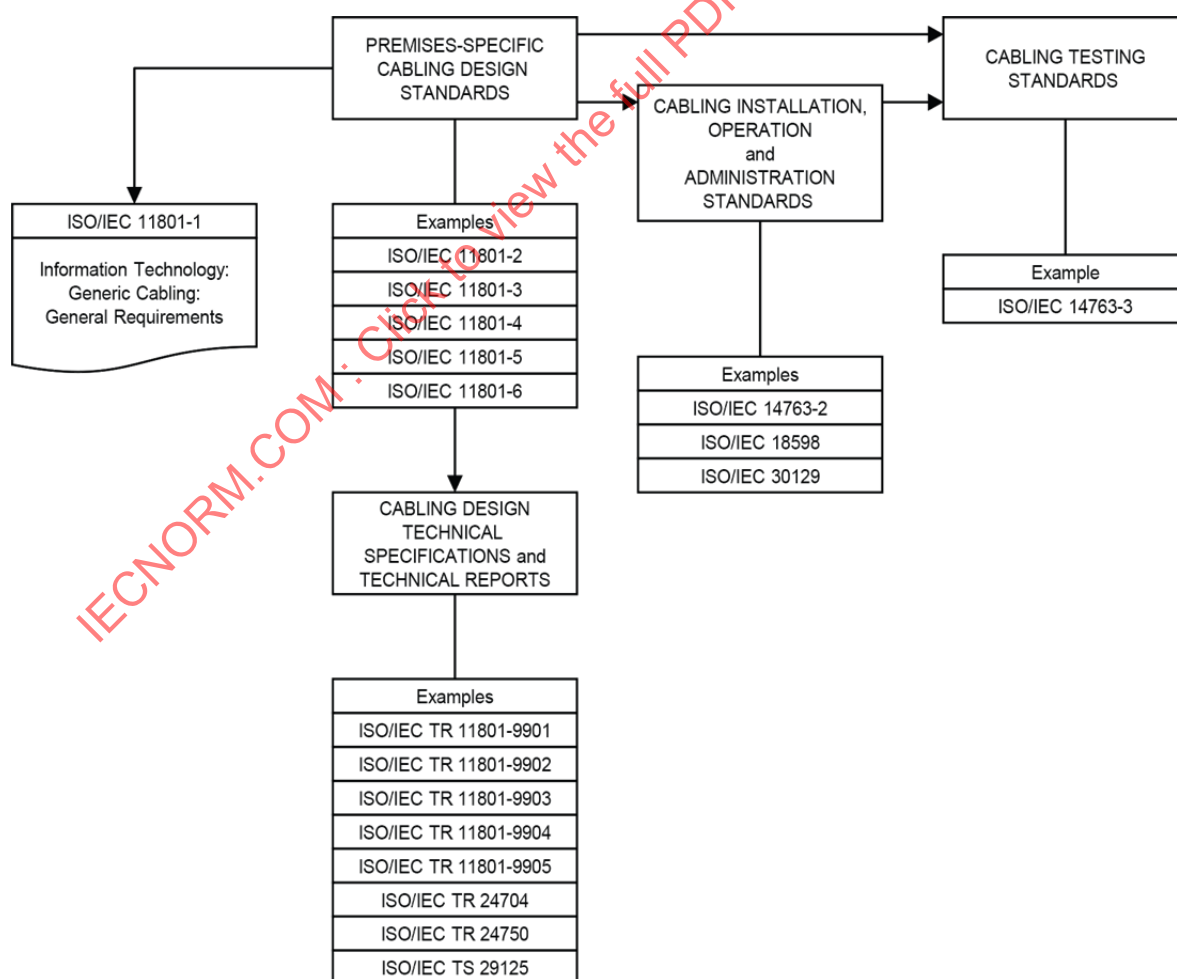 PREMISES-SPECIFIC
CABLING DESIGN
STANDARDS
CABLING TESTING
STANDARDS
CABLING INSTALLATION,
OPERATION
and
ADMINISTRATION
STANDARDS
ISO/IEC 11801-1
Information Technology:
Generic Cabling:
General Requirements
Examples
ISO/IEC 11801-2
ISO/IEC 11801-3
ISO/IEC 11801-4
ISO/IEC 11801-5
ISO/IEC 11801-6
Example
ISO/IEC 14763-3
Examples
ISO/IEC 14763-2
ISO/IEC 18598
ISO/IEC 30129
CABLING DESIGN
TECHNICAL
SPECIFICATIONS and
TECHNICAL REPORTS
Examples
ISO/IEC TR 11801-9901
ISO/IEC TR 11801-9902
ISO/IEC TR 11801-9903
ISO/IEC TR 11801-9904
ISO/IEC TR 11801-9905
ISO/IEC TR 24704
ISO/IEC TR 24750
ISO/IEC TS 29125
IECNORM.COM : Click to view the full PDF